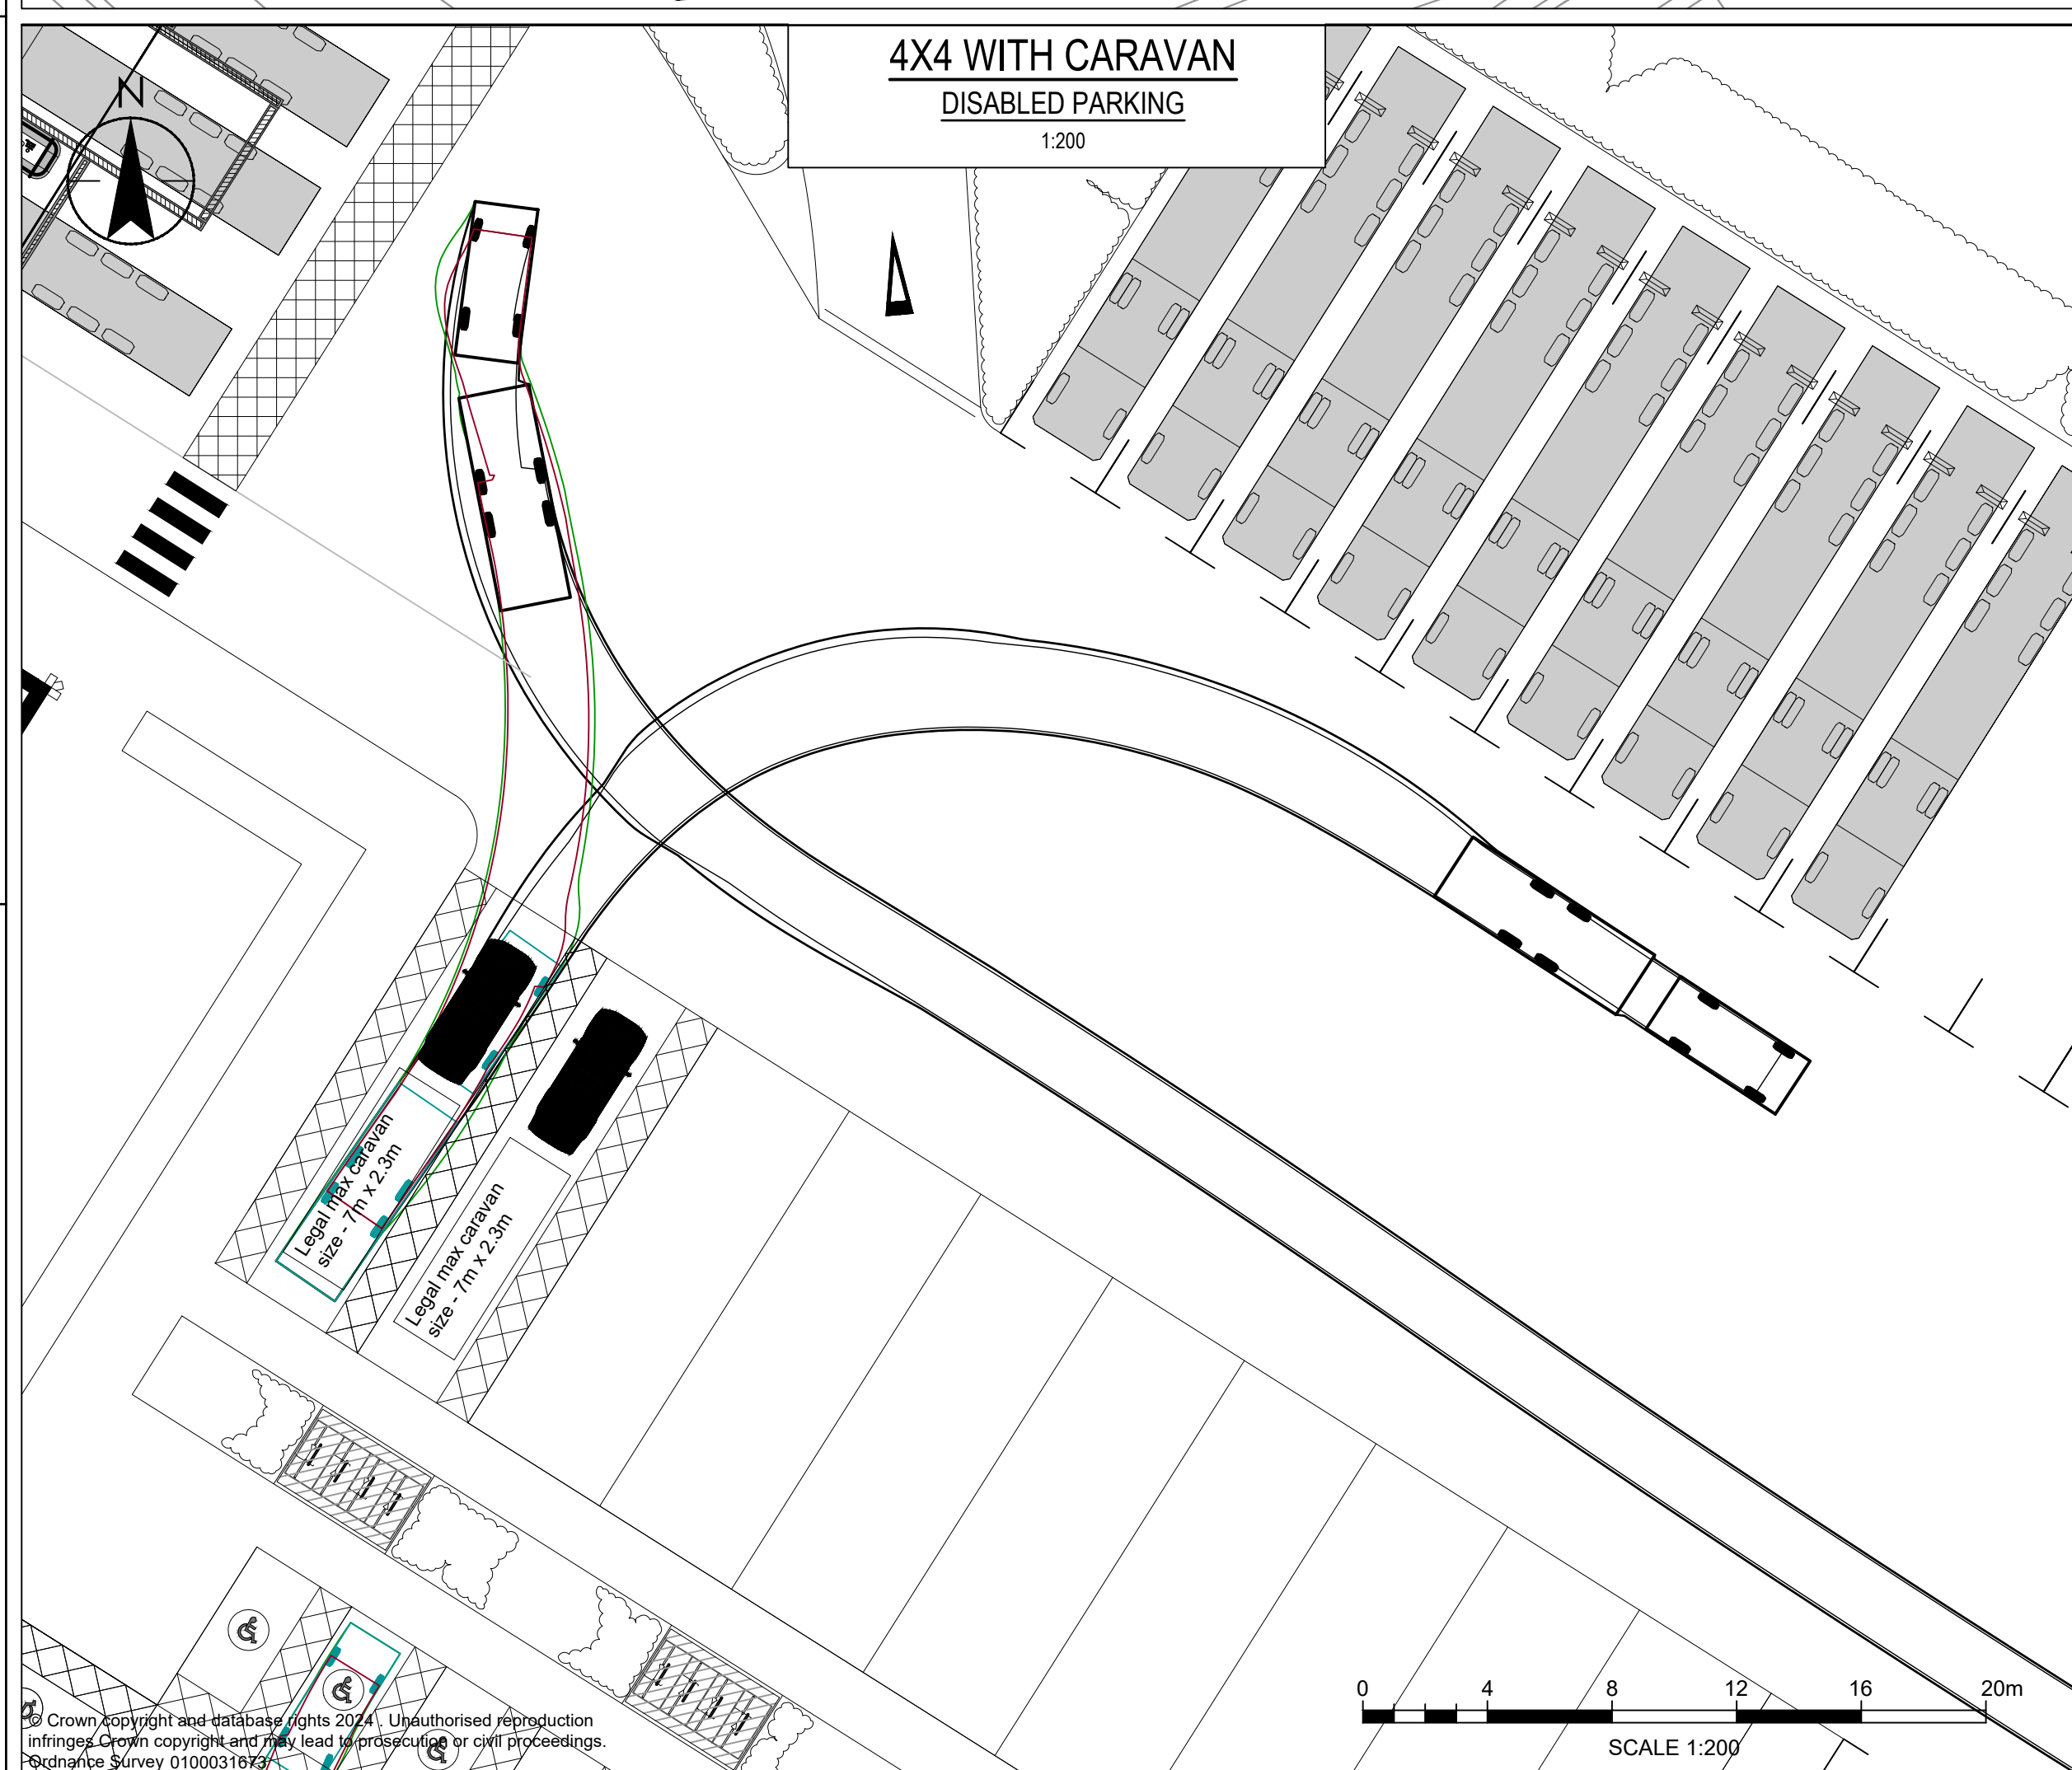 4X4 WITH CARAVAN
DISABLED PARKING
1:200
N
Legal max caravan
size - 7m x 2.3m
Legal max caravan
size - 7m x 2.3m
0 4 8 12 16 20m
SCALE 1:200
© Crown copyright and database rights 2024 . Unauthorised reproduction
infringes Crown copyright and may lead to prosecution or civil proceedings.
Ordnance Survey 0100031673